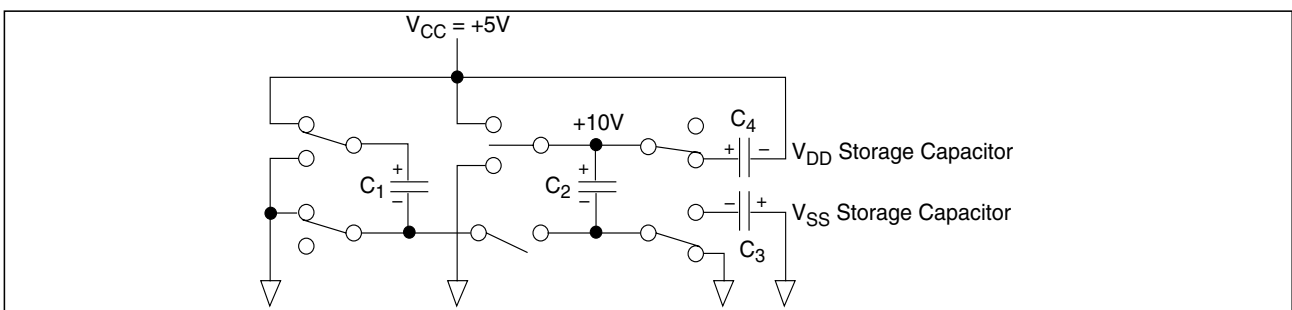 V_CC = +5V
+10V
C_4
+ −
V_DD Storage Capacitor
+
C_1
−
+
C_2
−
− +
V_SS Storage Capacitor
C_3